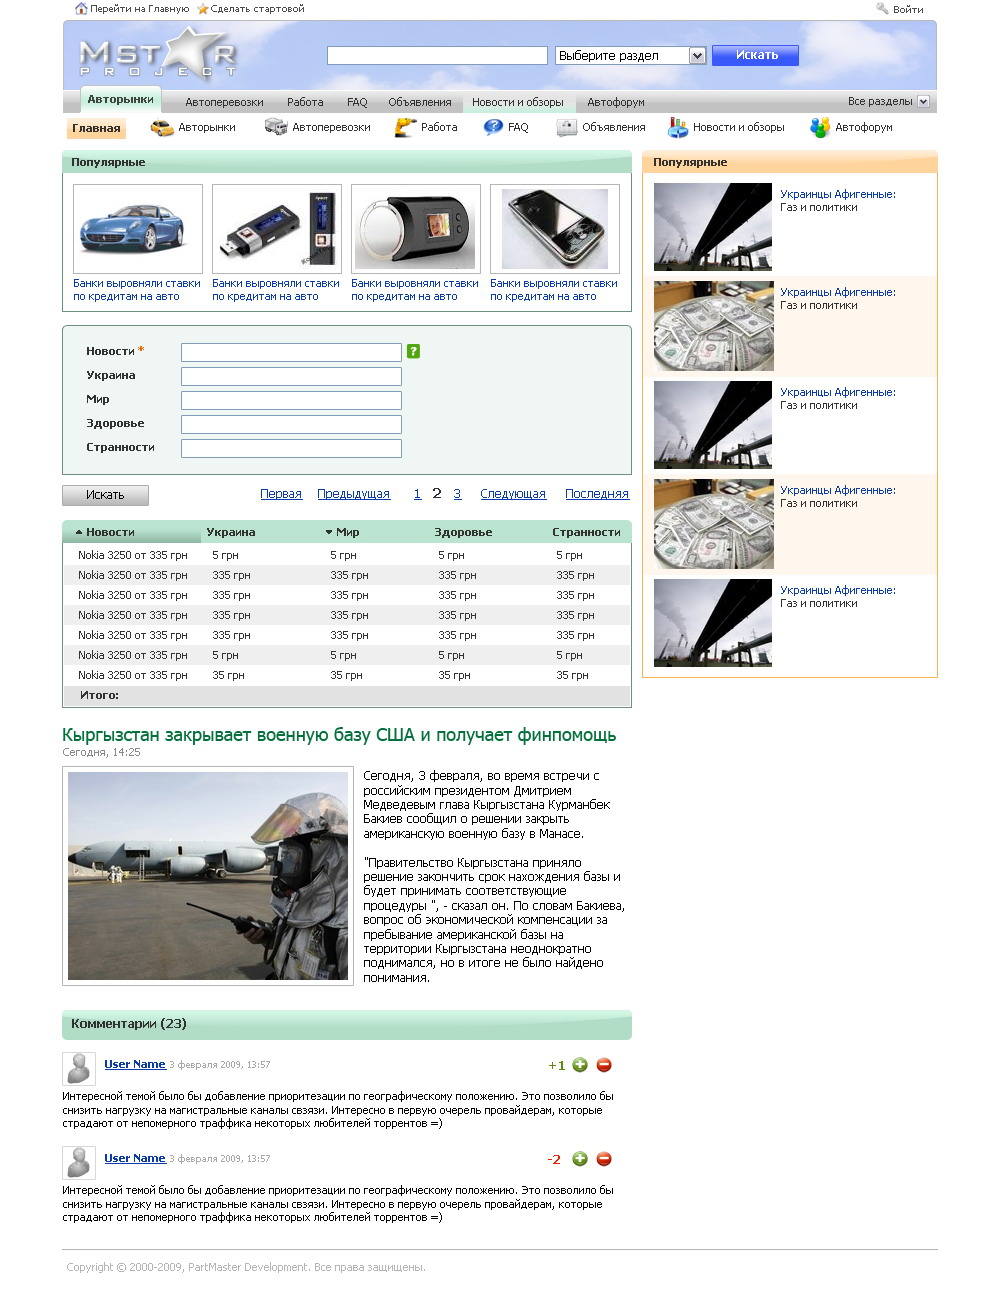 Перейти на Главную Сделать стартовой Войти
MSTAR
PROJECT
Выберите раздел Искать
Авторынки Автоперевозки Работа FAQ Объявления Новости и обзоры Автофорум Все разделы
Главная Авторынки Автоперевозки Работа FAQ Объявления Новости и обзоры Автофорум
Популярные
Банки выровняли ставки
по кредитам на авто
Банки выровняли ставки
по кредитам на авто
Банки выровняли ставки
по кредитам на авто
Банки выровняли ставки
по кредитам на авто
Новости * ?
Украина
Мир
Здоровье
Странности
Искать Первая Предыдущая 1 2 3 Следующая Последняя
Новости Украина Мир Здоровье Странности
Nokia 3250 от 335 грн 5 грн 5 грн 5 грн 5 грн
Nokia 3250 от 335 грн 335 грн 335 грн 335 грн 335 грн
Nokia 3250 от 335 грн 335 грн 335 грн 335 грн 335 грн
Nokia 3250 от 335 грн 335 грн 335 грн 335 грн 335 грн
Nokia 3250 от 335 грн 335 грн 335 грн 335 грн 335 грн
Nokia 3250 от 335 грн 5 грн 5 грн 5 грн 5 грн
Nokia 3250 от 335 грн 35 грн 35 грн 35 грн 35 грн
Итого:
Кыргызстан закрывает военную базу США и получает финпомощь
Сегодня, 14:25
Сегодня, 3 февраля, во время встречи с
российским президентом Дмитрием
Медведевым глава Кыргызстана Курманбек
Бакиев сообщил о решении закрыть
американскую военную базу в Манасе.
"Правительство Кыргызстана приняло
решение закончить срок нахождения базы и
будет принимать соответствующие
процедуры ", - сказал он. По словам Бакиева,
вопрос об экономической компенсации за
пребывание американской базы на
территории Кыргызстана неоднократно
поднимался, но в итоге не было найдено
понимания.
Комментарии (23)
User Name 3 февраля 2009, 13:57 +1
Интересной темой было бы добавление приоритезации по географическому положению. Это позволило бы
снизить нагрузку на магистральные каналы свзязи. Интересно в первую очерель провайдерам, которые
страдают от непомерного траффика некоторых любителей торрентов =)
User Name 3 февраля 2009, 13:57 -2
Интересной темой было бы добавление приоритезации по географическому положению. Это позволило бы
снизить нагрузку на магистральные каналы свзязи. Интересно в первую очерель провайдерам, которые
страдают от непомерного траффика некоторых любителей торрентов =)
Популярные
Украинцы Афигенные:
Газ и политики
Украинцы Афигенные:
Газ и политики
Украинцы Афигенные:
Газ и политики
Украинцы Афигенные:
Газ и политики
Украинцы Афигенные:
Газ и политики
Copyright © 2000-2009, PartMaster Development. Все права защищены.